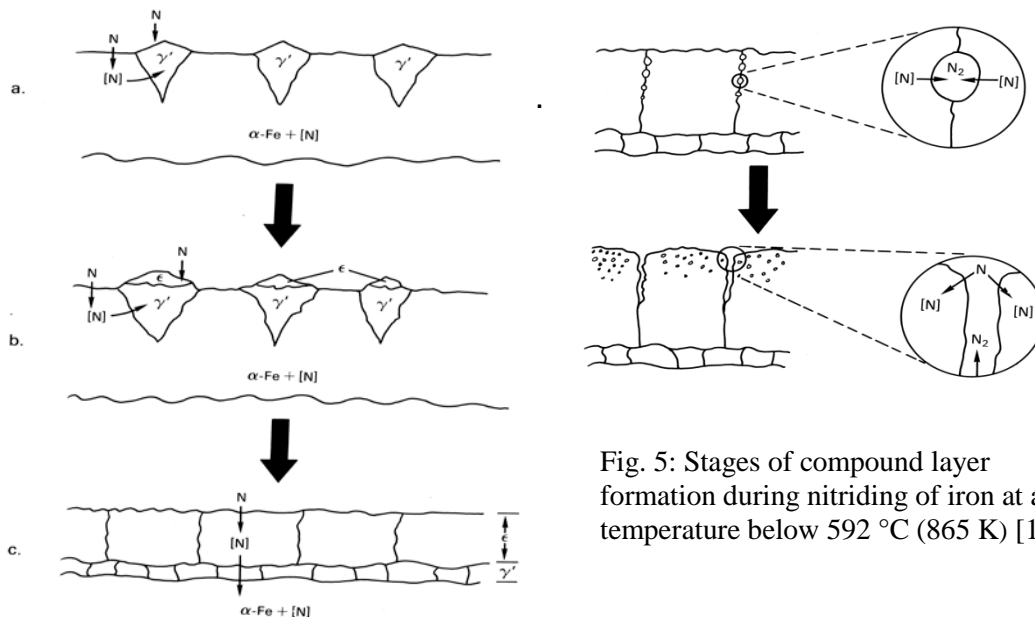 N
N
γ'
γ'
γ'
[N]
a.
α-Fe + [N]
N
ε
N
ε
γ'
γ'
γ'
[N]
b.
α-Fe + [N]
N
[N]
ε
c.
γ'
α-Fe + [N]
.
N₂
[N]
[N]
N
[N]
[N]
N₂
Fig. 5: Stages of compound layer
formation during nitriding of iron at a
temperature below 592 °C (865 K) [1